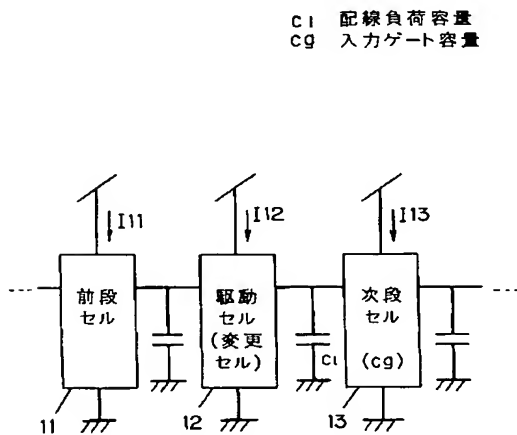 Cl 配線負荷容量
Cg 入力ゲート容量
I11
I12
I13
前段
セル
駆動
セル
(変更
セル)
Cl
次段
セル
(Cg)
11
12
13